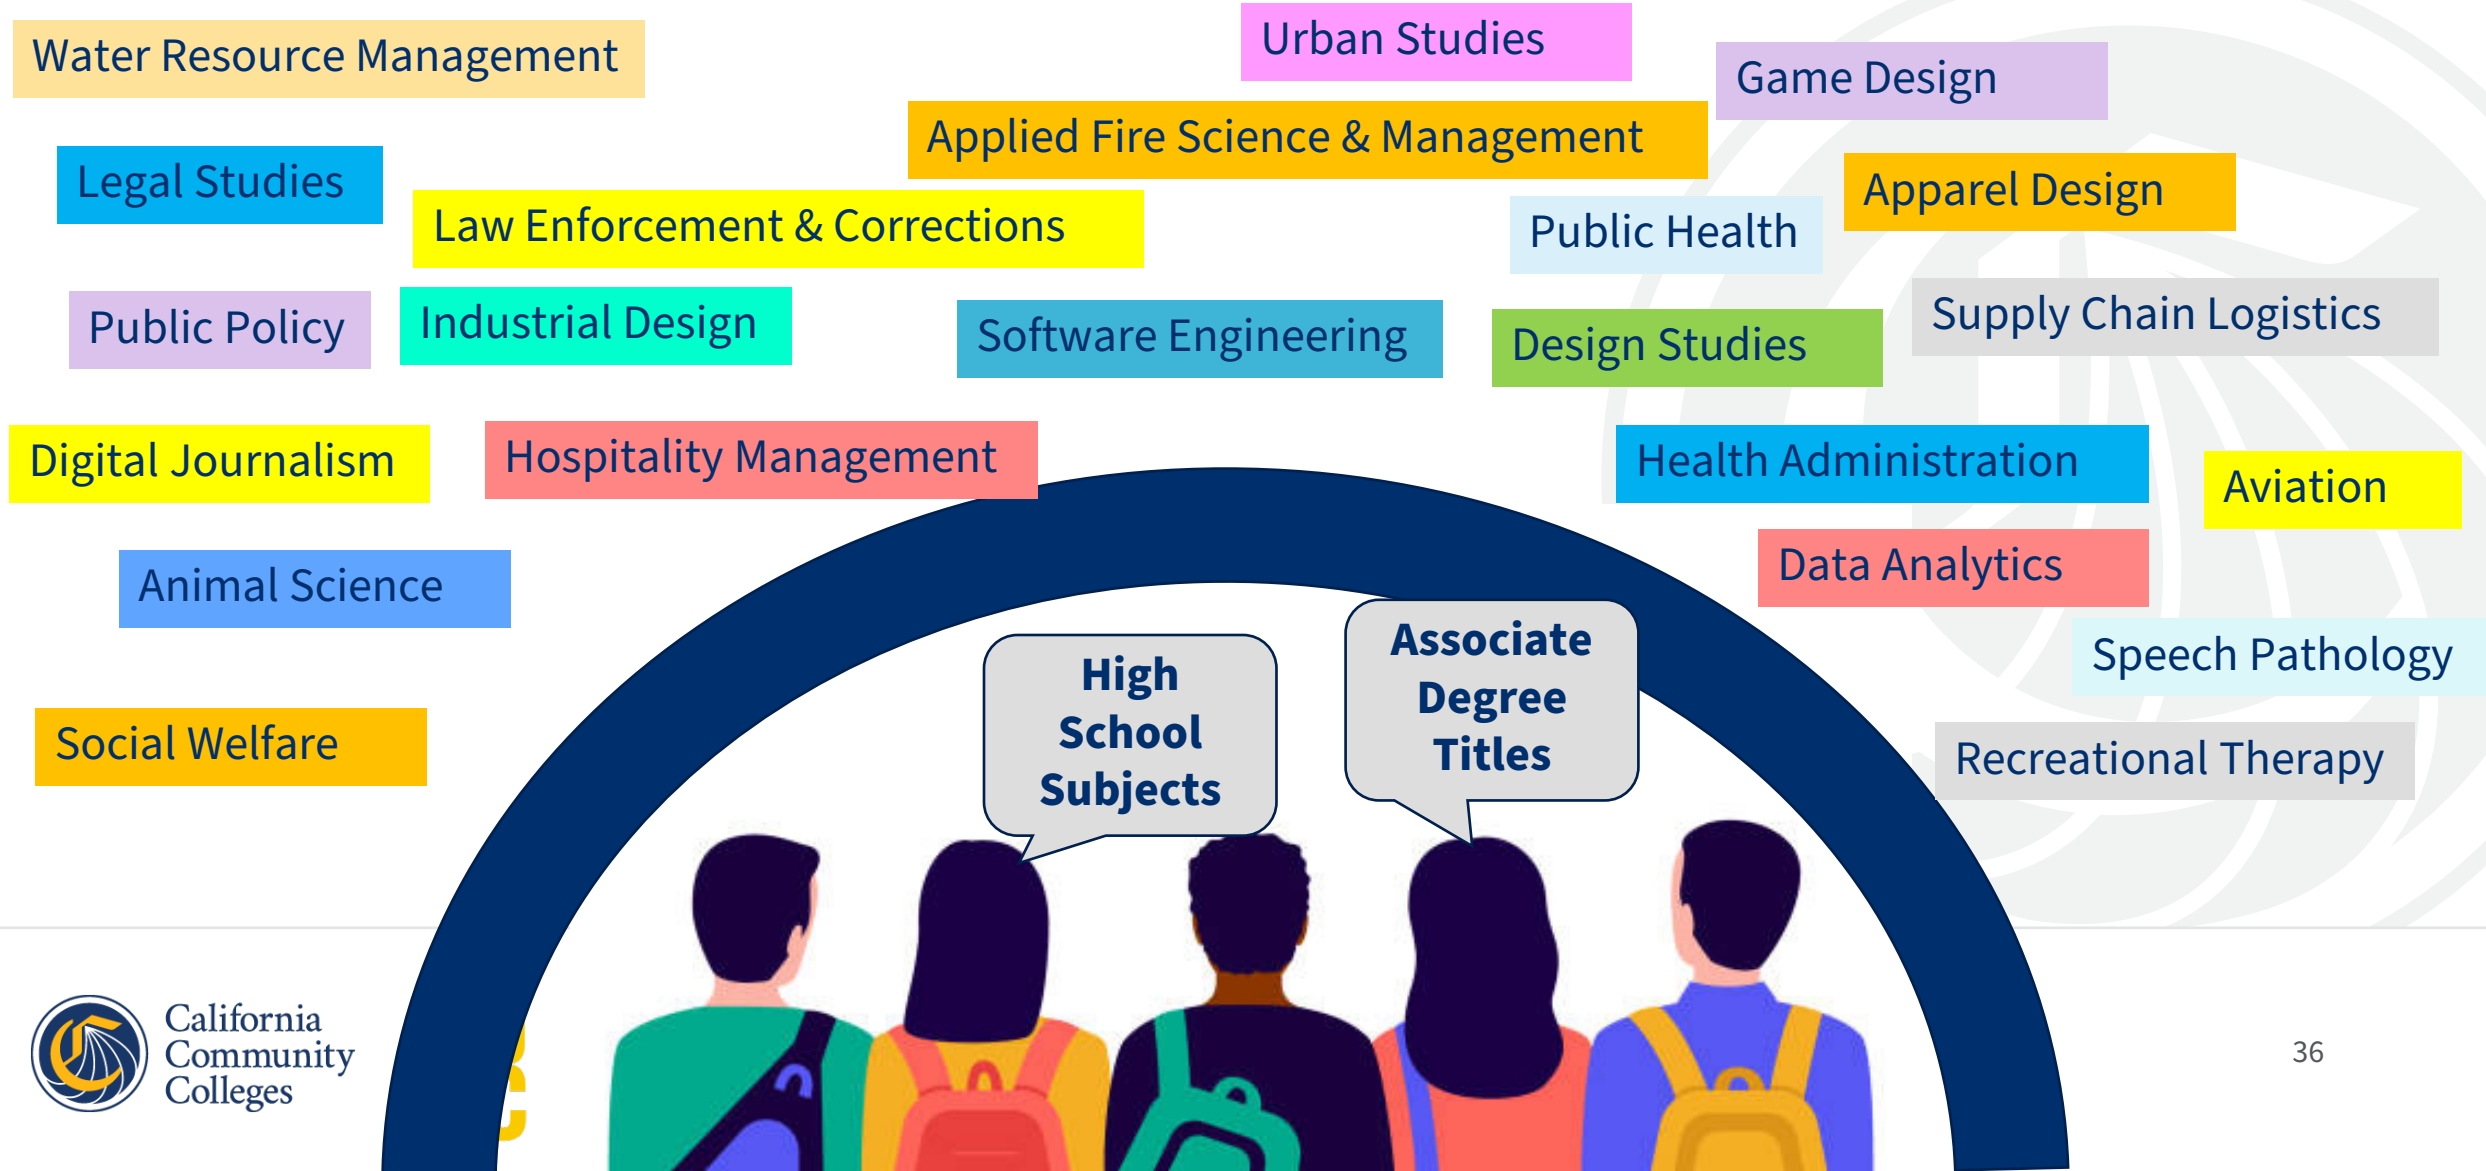 Water Resource Management
Urban Studies
Game Design
Applied Fire Science & Management
Legal Studies
Apparel Design
Law Enforcement & Corrections
Public Health
Public Policy
Industrial Design
Software Engineering
Design Studies
Supply Chain Logistics
Digital Journalism
Hospitality Management
Health Administration
Aviation
Animal Science
Data Analytics
Speech Pathology
Social Welfare
Recreational Therapy
High
School
Subjects
Associate
Degree
Titles
California
Community
Colleges
36